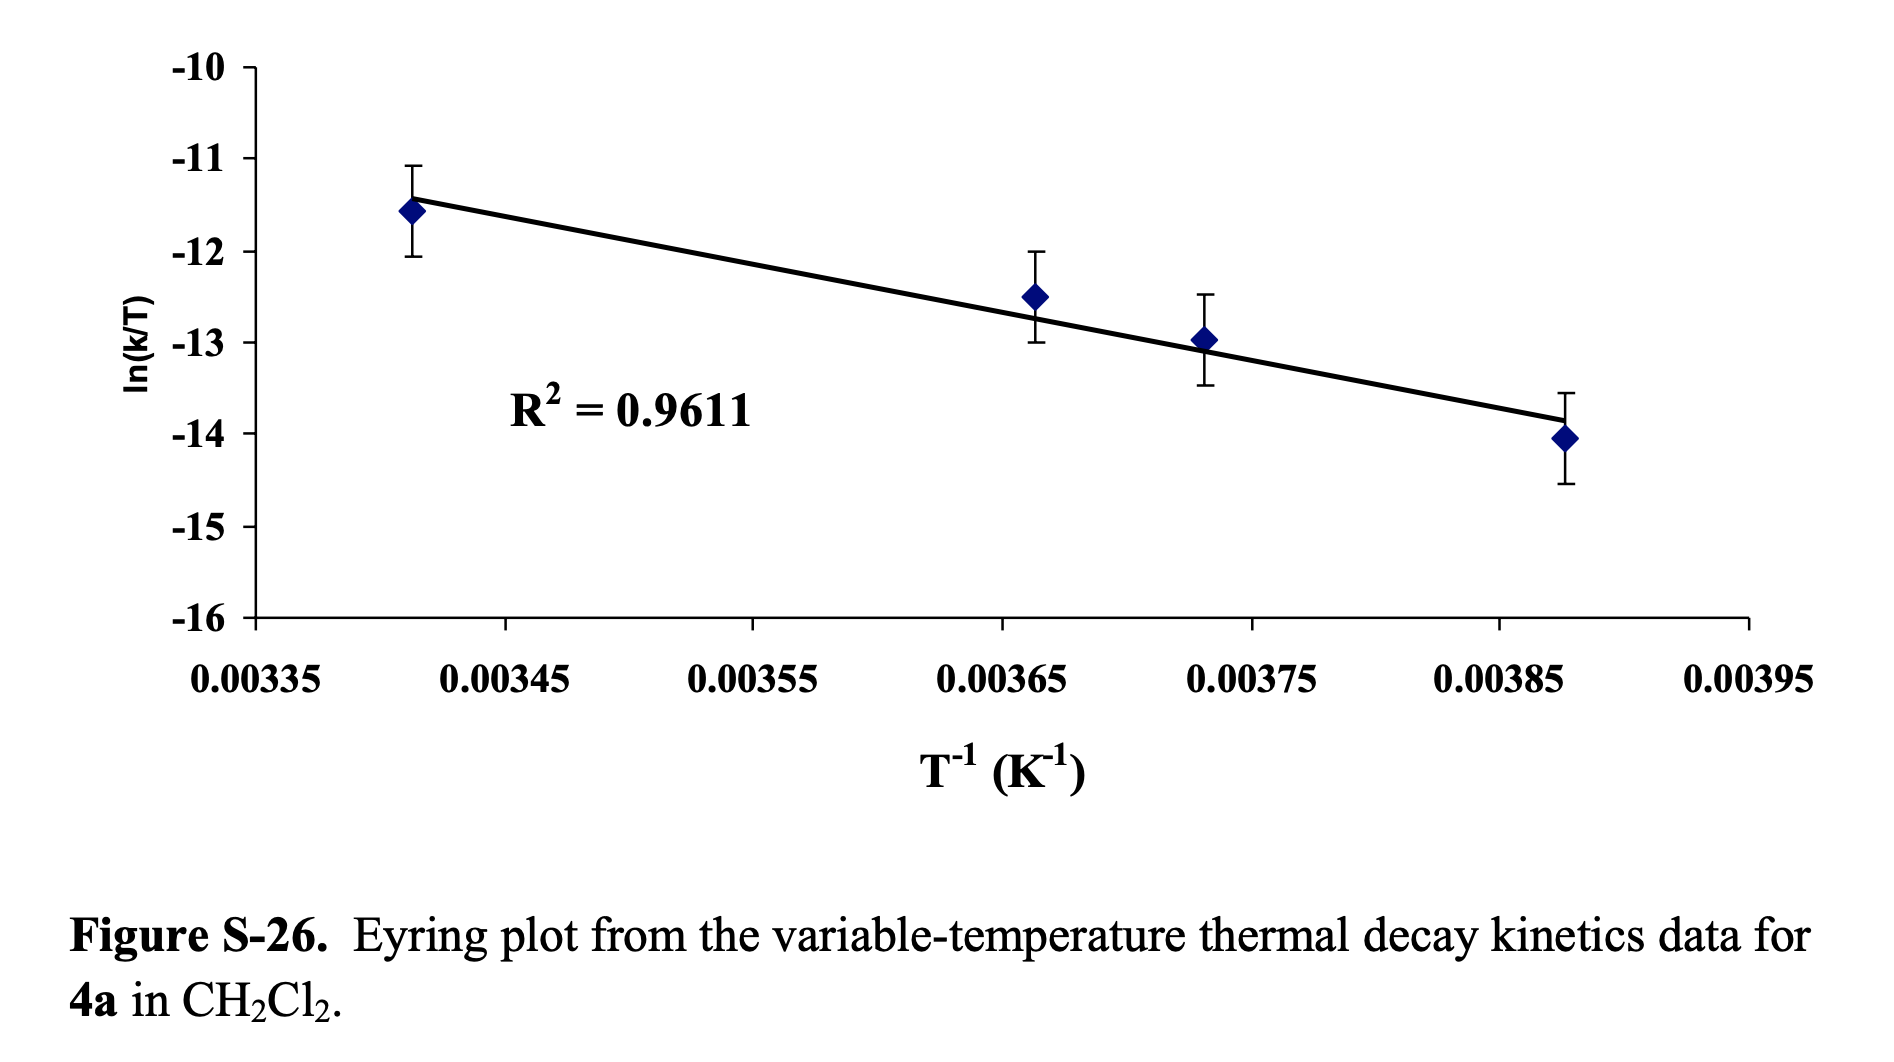 -10
-11
-12
-13
-14
-15
-16
ln(k/T)
R² = 0.9611
0.00335 0.00345 0.00355 0.00365 0.00375 0.00385 0.00395
T⁻¹ (K⁻¹)
Figure S-26. Eyring plot from the variable-temperature thermal decay kinetics data for
4a in CH₂Cl₂.